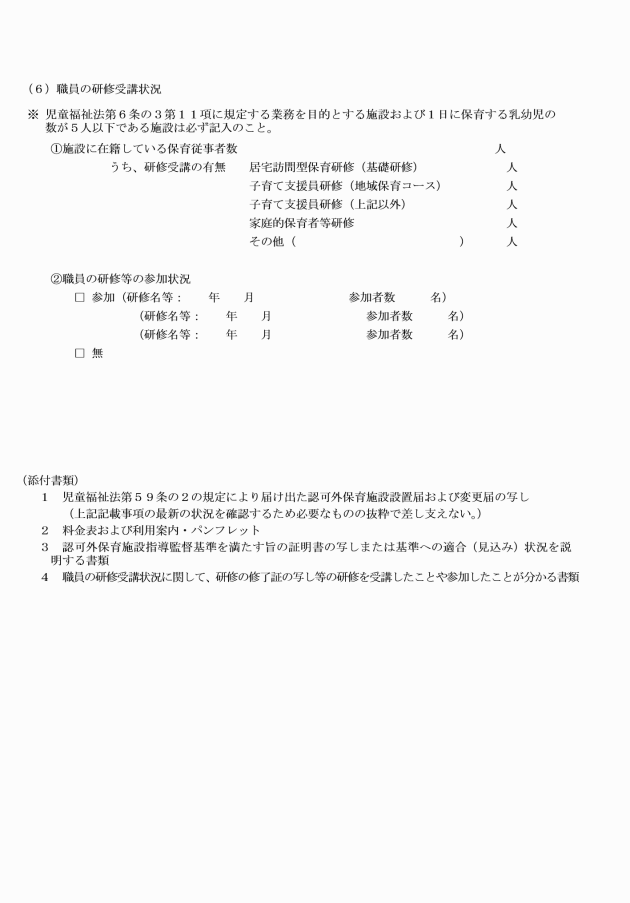 （６）職員の研修受講状況
※ 児童福祉法第６条の３第１１項に規定する業務を目的とする施設および１日に保育する乳幼児の
数が５人以下である施設は必ず記入のこと。
①施設に在籍している保育従事者数　　　人
うち、研修受講の有無　居宅訪問型保育研修（基礎研修）　　　人
子育て支援員研修（地域保育コース）　　　人
子育て支援員研修（上記以外）　　　人
家庭的保育者等研修　　　人
その他（　　　）　　　人
②職員の研修等の参加状況
□ 参加（研修名等：　　年　　月　　　参加者数　　　名）
（研修名等：　　年　　月　　　参加者数　　　名）
（研修名等：　　年　　月　　　参加者数　　　名）
□ 無
（添付書類）
１　児童福祉法第５９条の２の規定により届け出た認可外保育施設設置届および変更届の写し
（上記記載事項の最新の状況を確認するため必要なものの抜粋で差し支えない。）
２　料金表および利用案内・パンフレット
３　認可外保育施設指導監督基準を満たす旨の証明書の写しまたは基準への適合（見込み）状況を説
明する書類
４　職員の研修受講状況に関して、研修の修了証の写し等の研修を受講したことや参加したことが分かる書類